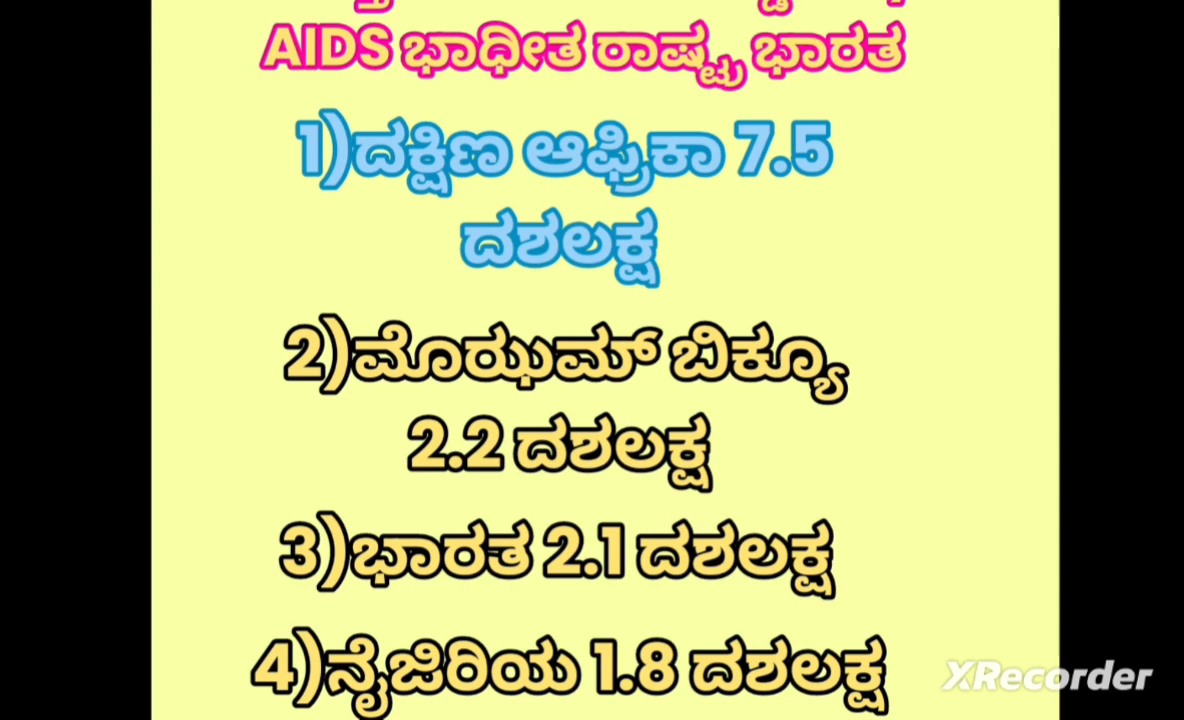 AIDS ಭಾಧೀತ ರಾಷ್ಟ್ರ ಭಾರತ
1)ದಕ್ಷಿಣ ಆಫ್ರಿಕಾ 7.5
ದಶಲಕ್ಷ
2)ಮೊಝಮ್ ಬಿಕ್ಯೂ
2.2 ದಶಲಕ್ಷ
3)ಭಾರತ 2.1 ದಶಲಕ್ಷ
4)ನೈಜಿರಿಯ 1.8 ದಶಲಕ್ಷ
XRecorder